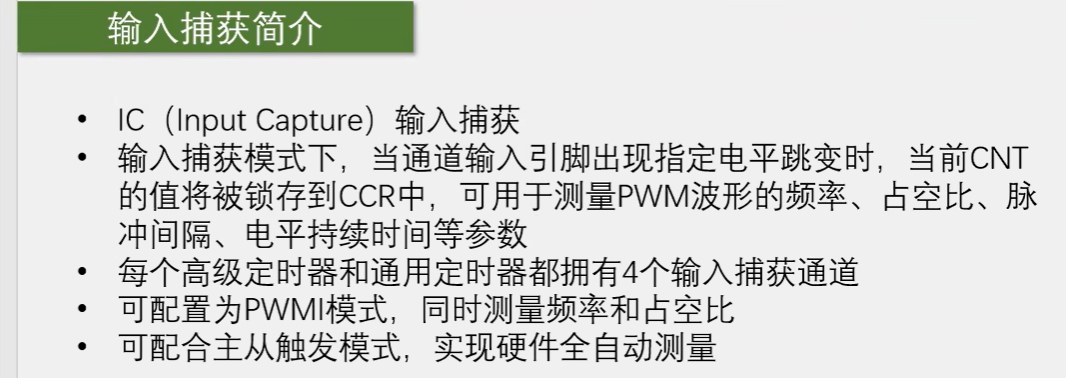 输入捕获简介
• IC（Input Capture）输入捕获
• 输入捕获模式下，当通道输入引脚出现指定电平跳变时，当前CNT
的值将被锁存到CCR中，可用于测量PWM波形的频率、占空比、脉
冲间隔、电平持续时间等参数
• 每个高级定时器和通用定时器都拥有4个输入捕获通道
• 可配置为PWMI模式，同时测量频率和占空比
• 可配合主从触发模式，实现硬件全自动测量